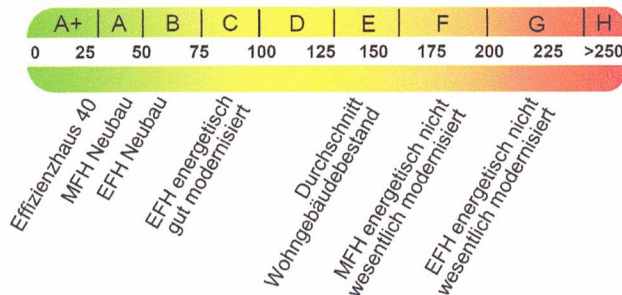 A+ A B C D E F G H
0 25 50 75 100 125 150 175 200 225 >250
Effizienzhaus 40
MFH Neubau
EFH Neubau
EFH energetisch
gut modernisiert
Durchschnitt
Wohngebäudebestand
MFH energetisch nicht
wesentlich modernisiert
EFH energetisch nicht
wesentlich modernisiert